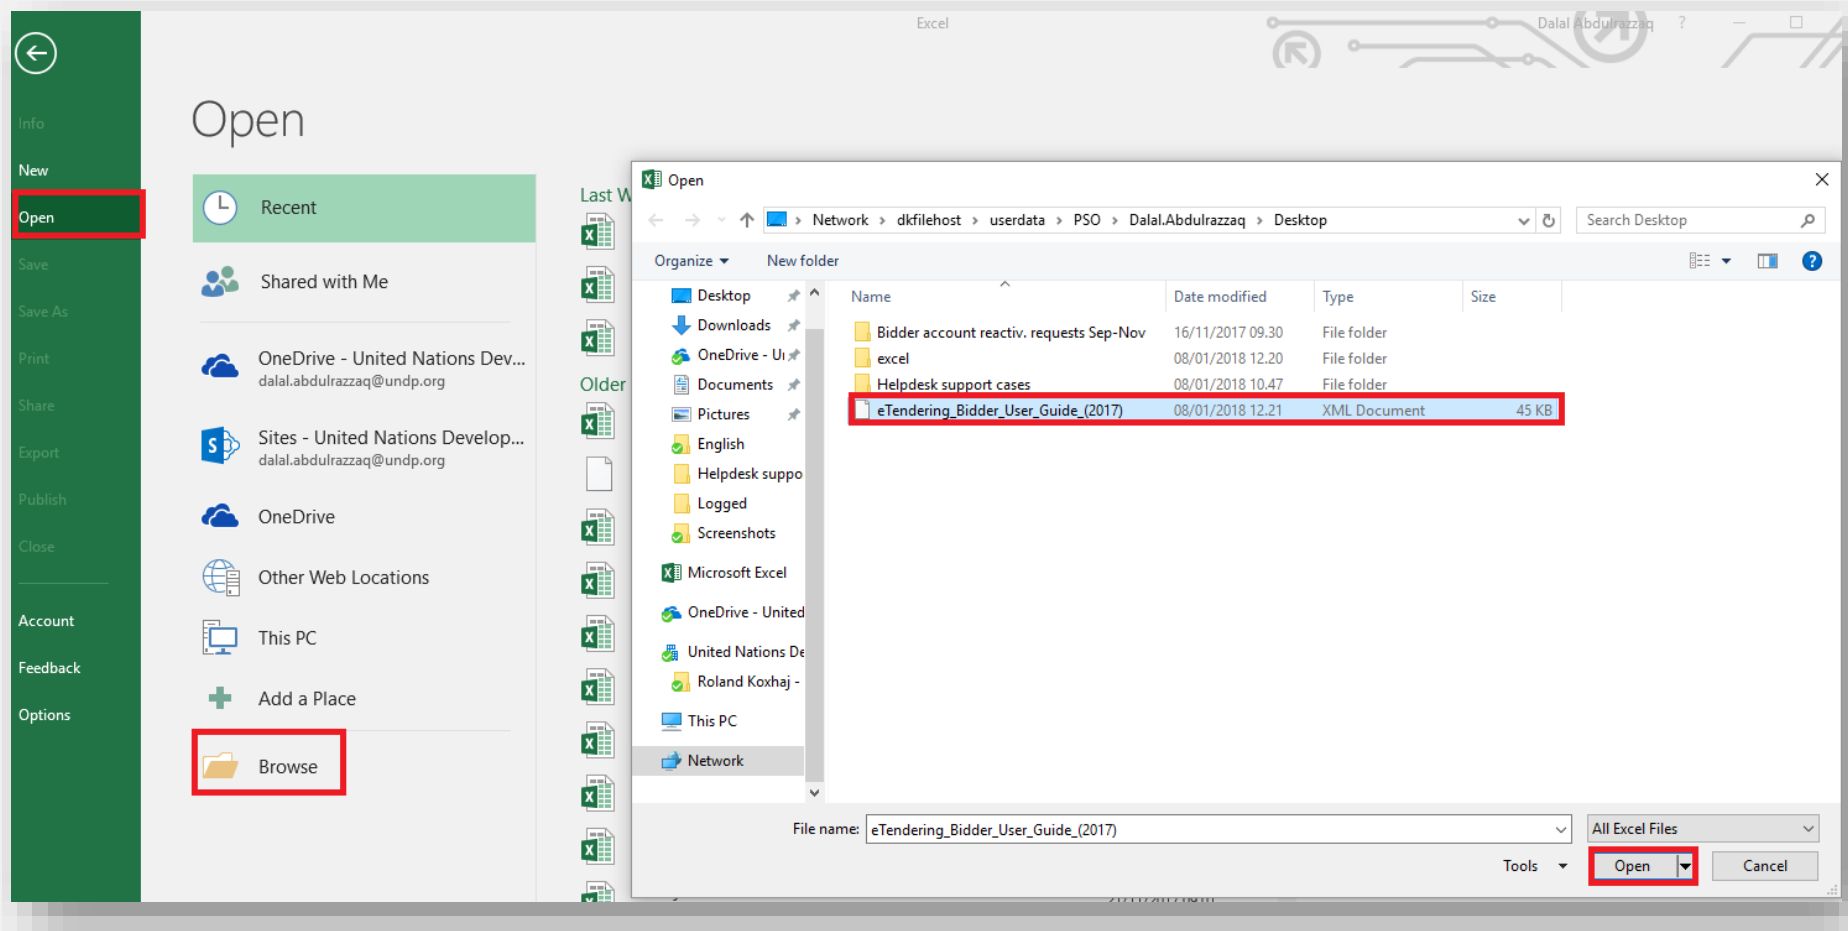 Excel
Dalal Abdulrazzaq
?
Info
New
Open
Save
Save As
Print
Share
Export
Publish
Close
Account
Feedback
Options
Open
Recent
Shared with Me
OneDrive - United Nations Dev...
dalal.abdulrazzaq@undp.org
Sites - United Nations Develop...
dalal.abdulrazzaq@undp.org
OneDrive
Other Web Locations
This PC
Add a Place
Browse
Last W
Older
Open
Network > dkfilehost > userdata > PSO > Dalal.Abdulrazzaq > Desktop
Search Desktop
Organize
New folder
Desktop
Downloads
OneDrive - U
Documents
Pictures
English
Helpdesk suppo
Logged
Screenshots
Microsoft Excel
OneDrive - United
United Nations De
Roland Koxhaj -
This PC
Network
Name Date modified Type Size
Bidder account reactiv. requests Sep-Nov 16/11/2017 09.30 File folder
excel 08/01/2018 12.20 File folder
Helpdesk support cases 08/01/2018 10.47 File folder
eTendering_Bidder_User_Guide_(2017) 08/01/2018 12.21 XML Document 45 KB
File name: eTendering_Bidder_User_Guide_(2017)
All Excel Files
Tools
Open
Cancel